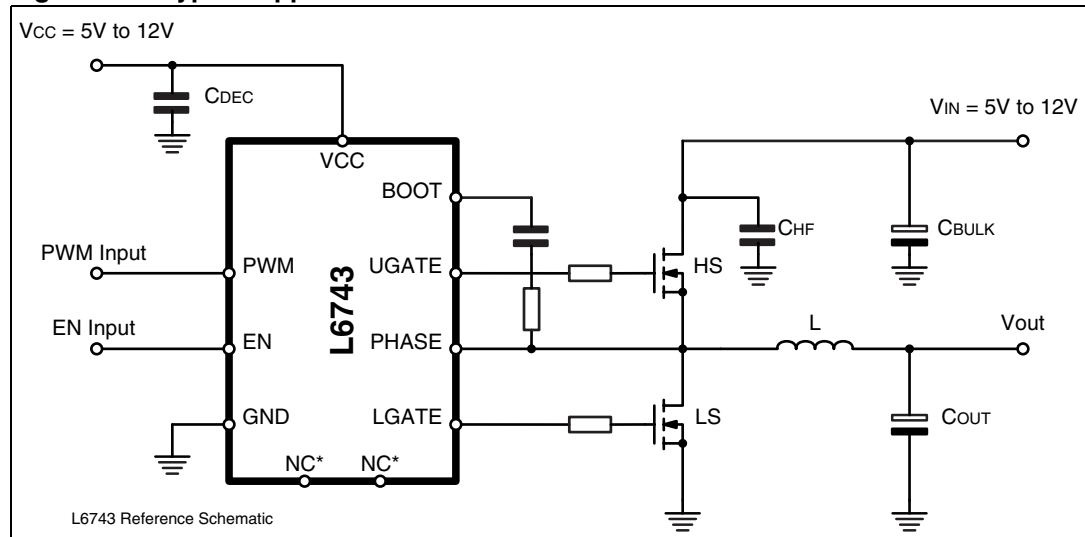 VCC = 5V to 12V
CDEC
VIN = 5V to 12V
VCC
BOOT
CHF
CBULK
PWM Input
PWM
UGATE
HS
L6743
EN Input
EN
PHASE
L
Vout
GND
LGATE
LS
COUT
NC*
NC*
L6743 Reference Schematic